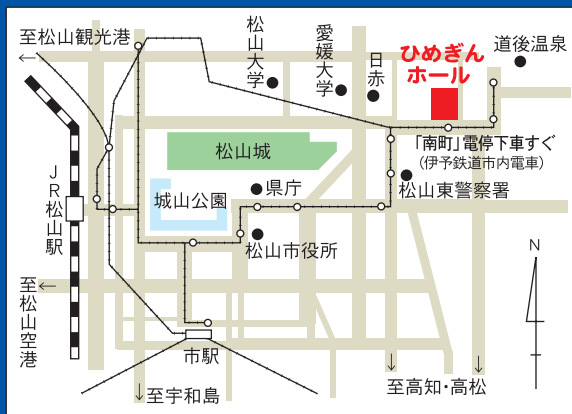 至松山観光港
松山大学
愛媛大学
日赤
ひめぎん
ホール
道後温泉
「南町」電停下車すぐ
(伊予鉄道市内電車)
松山城
城山公園
県庁
松山東警察署
JR松山駅
松山市役所
N
至松山空港
市駅
至宇和島
至高知・高松